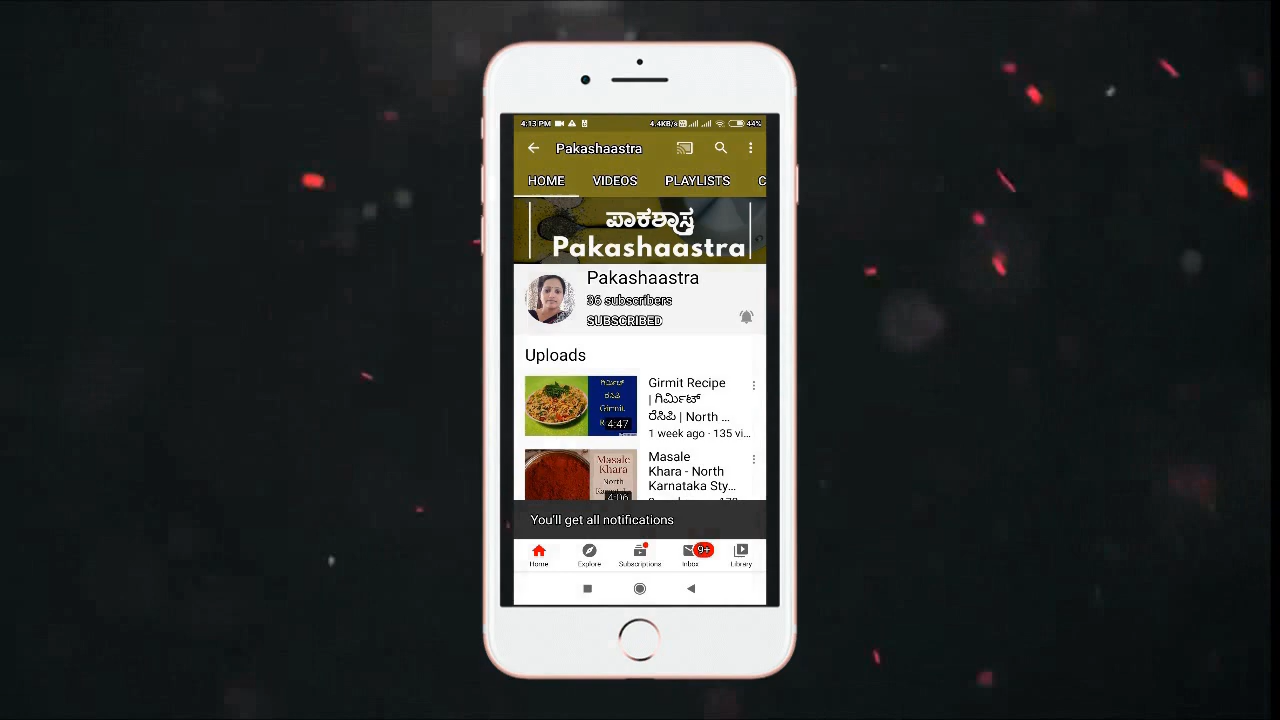 4:13 PM
4.4KB/s
44%
Pakashaastra
HOME VIDEOS PLAYLISTS C
ಪಾಕಶಾಸ್ತ್ರ
Pakashaastra
Pakashaastra
36 subscribers
SUBSCRIBED
Uploads
ಗಿರ್ಮಿಟ್
ರೆಸಿಪಿ
Girmit
4:47
Girmit Recipe
| ಗಿರ್ಮಿಟ್
ರೆಸಿಪಿ | North ...
1 week ago · 135 vi...
Masale
Khara
North
4:06
Masale
Khara - North
Karnataka Sty...
You'll get all notifications
9+
Home Explore Subscriptions Inbox Library